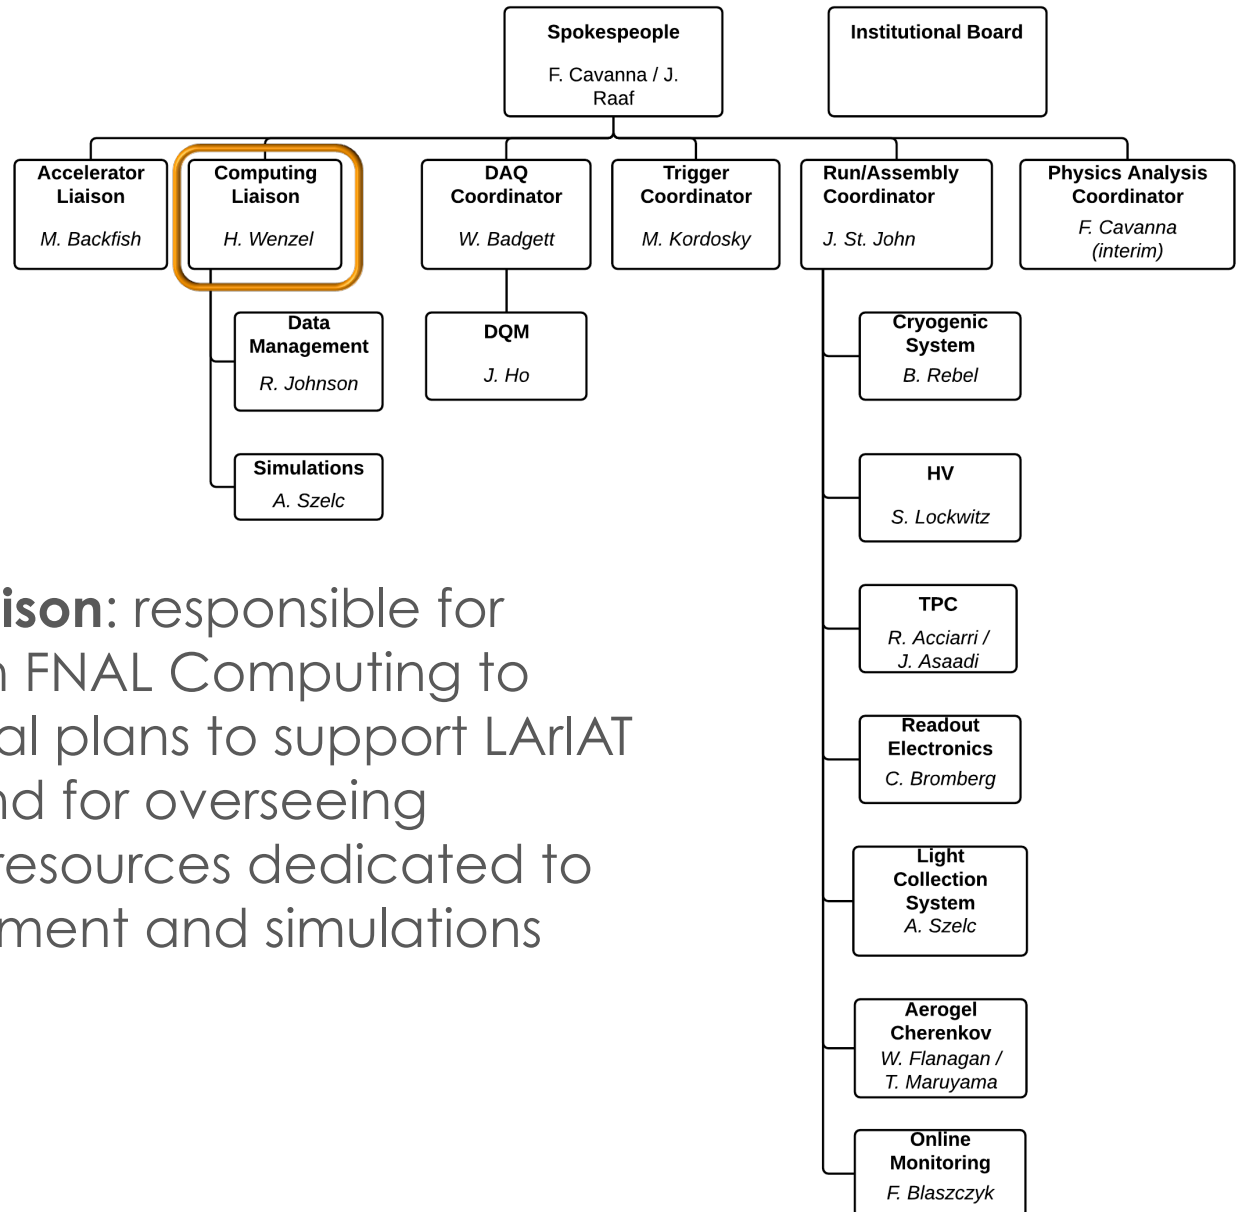 Spokespeople
F. Cavanna / J.
Raaf
Institutional Board
Accelerator
Liaison
M. Backfish
Computing
Liaison
H. Wenzel
DAQ
Coordinator
W. Badgett
Trigger
Coordinator
M. Kordosky
Run/Assembly
Coordinator
J. St. John
Physics Analysis
Coordinator
F. Cavanna
(interim)
Data
Management
R. Johnson
DQM
J. Ho
Cryogenic
System
B. Rebel
Simulations
A. Szelc
HV
S. Lockwitz
TPC
R. Acciarri /
J. Asaadi
Readout
Electronics
C. Bromberg
Light
Collection
System
A. Szelc
Aerogel
Cherenkov
W. Flanagan /
T. Maruyama
Online
Monitoring
F. Blaszczyk
ison: responsible for
FNAL Computing to
al plans to support LArIAT
nd for overseeing
resources dedicated to
ment and simulations